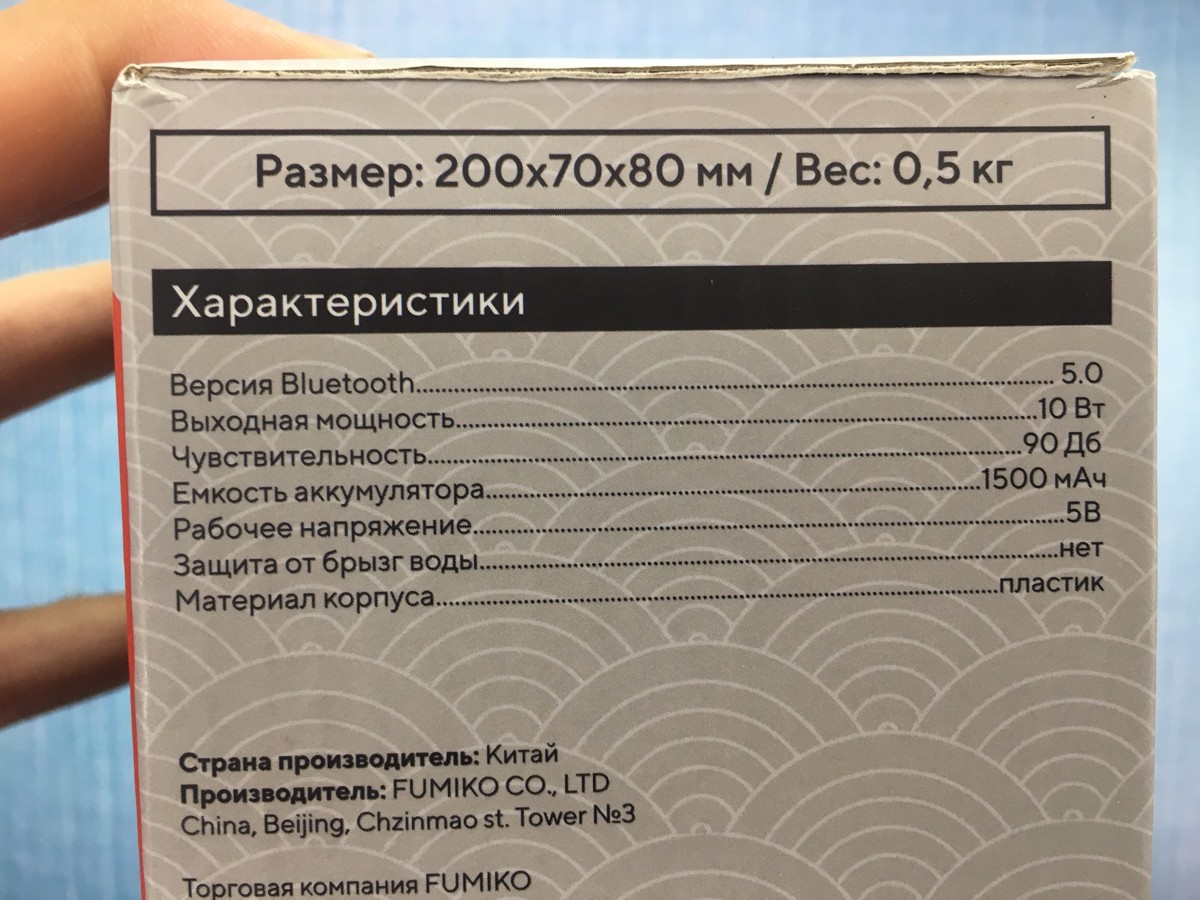 Размер: 200х70х80 мм / Вес: 0,5 кг
Характеристики
Версия Bluetooth.......... 5.0
Выходная мощность..........10 Вт
Чувствительность..........90 Дб
Емкость аккумулятора..........1500 мАч
Рабочее напряжение..........5В
Защита от брызг воды..........нет
Материал корпуса..........пластик
Страна производитель: Китай
Производитель: FUMIKO CO., LTD
China, Beijing, Chzinmao st. Tower №3
Торговая компания FUMIKO